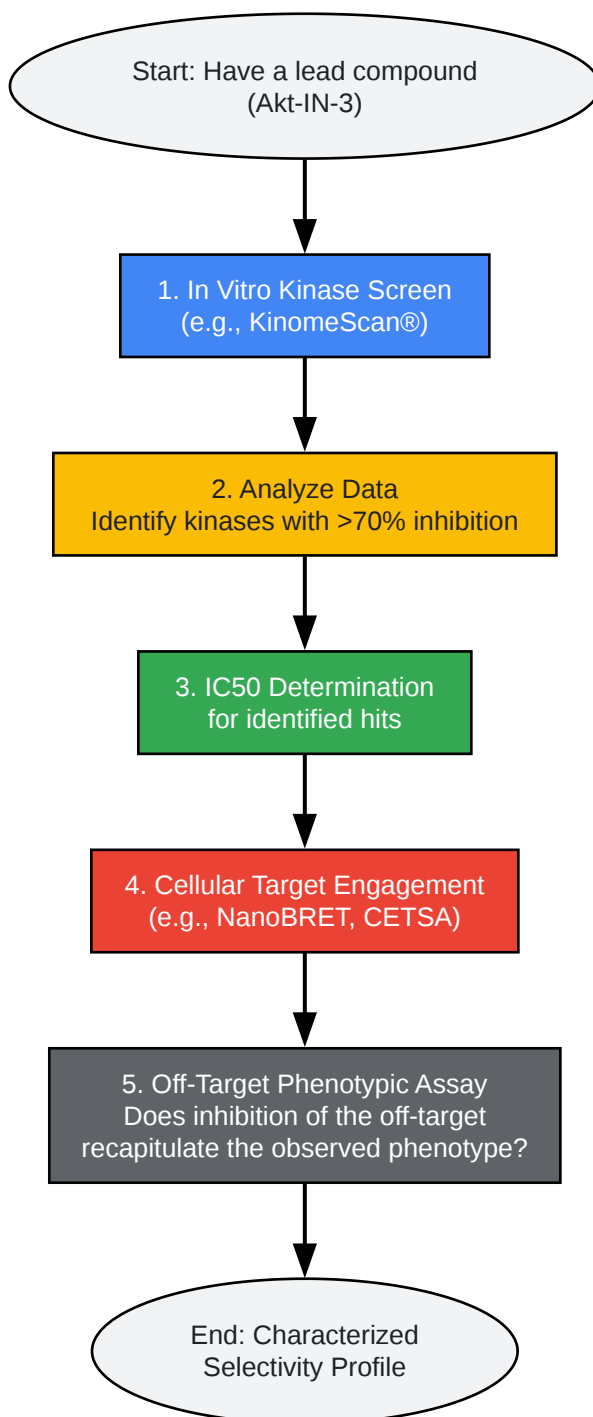 Start: Have a lead compound
(Akt-IN-3)
1. In Vitro Kinase Screen
(e.g., KinomeScan®)
2. Analyze Data
Identify kinases with >70% inhibition
3. IC50 Determination
for identified hits
4. Cellular Target Engagement
(e.g., NanoBRET, CETSA)
5. Off-Target Phenotypic Assay
Does inhibition of the off-target
recapitulate the observed phenotype?
End: Characterized
Selectivity Profile